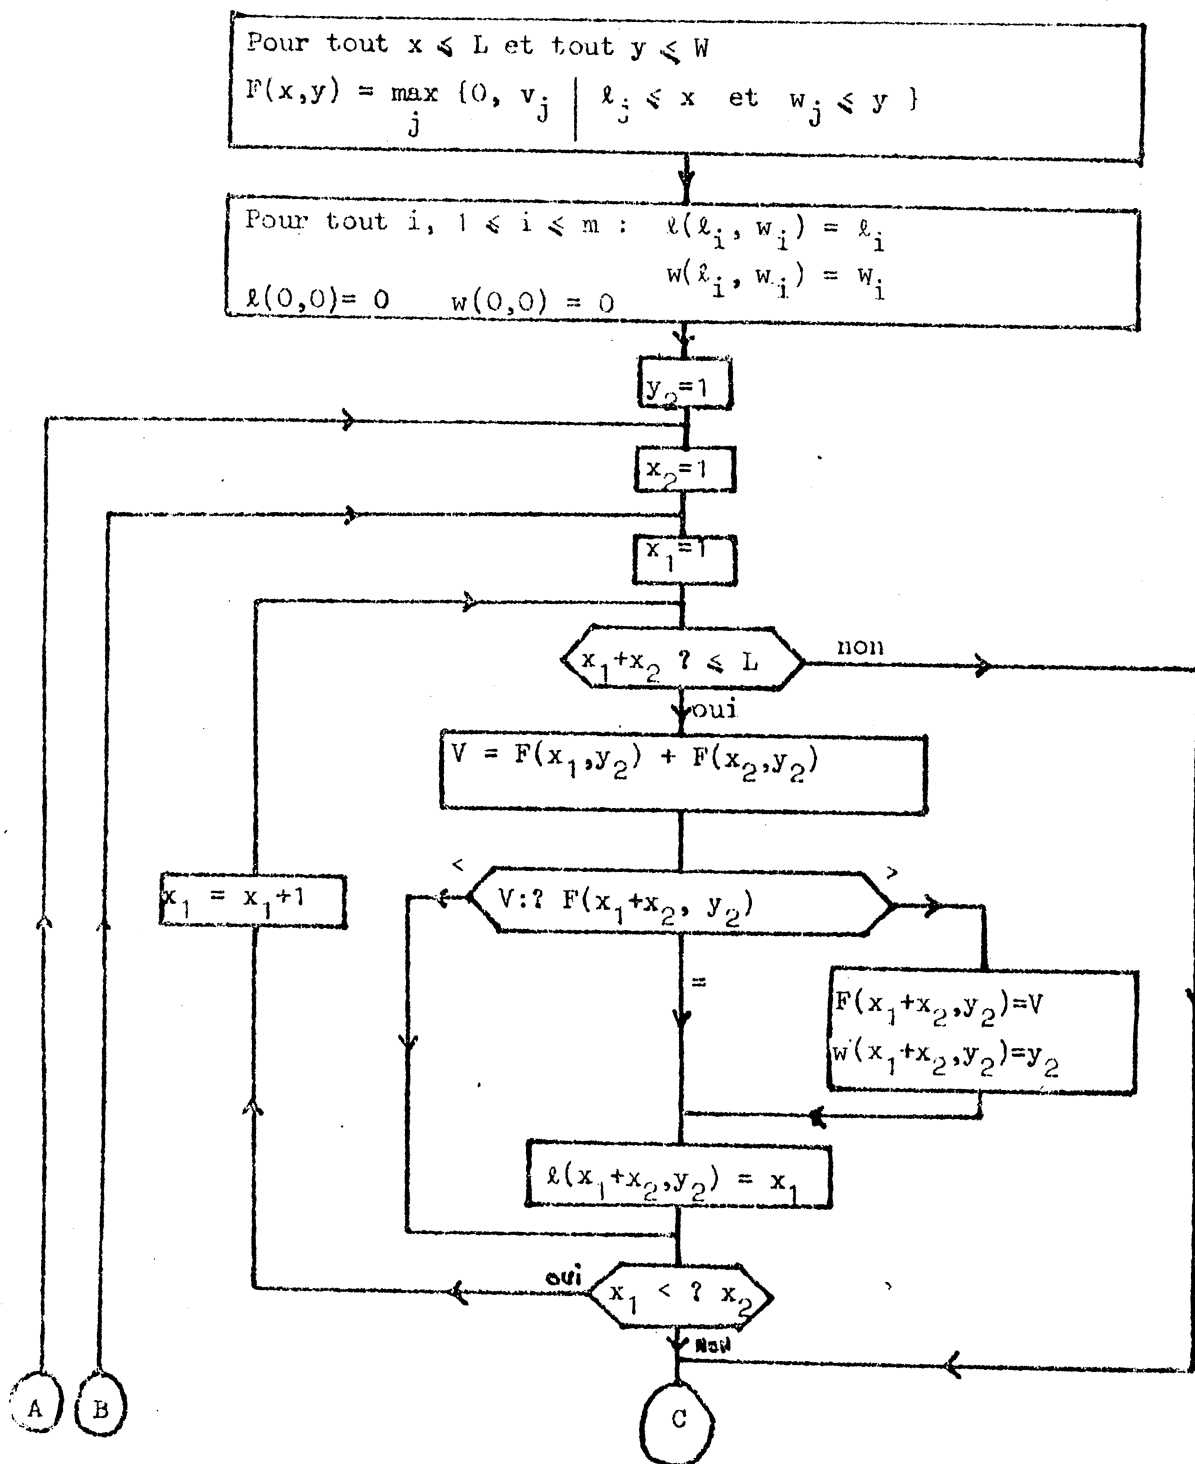 Pour tout x ⩽ L et tout y ⩽ W
F(x,y) = max {0, v_j | ℓ_j ⩽ x et w_j ⩽ y }
j
Pour tout i, 1 ⩽ i ⩽ m : ℓ(ℓ_i, w_i) = ℓ_i
w(ℓ_i, w_i) = w_i
ℓ(0,0)= 0 w(0,0) = 0
y_2=1
x_2=1
x_1=1
x_1+x_2 ? ⩽ L
non
oui
V = F(x_1,y_2) + F(x_2,y_2)
<
>
x_1 = x_1+1
V:? F(x_1+x_2, y_2)
=
F(x_1+x_2,y_2)=V
w(x_1+x_2,y_2)=y_2
ℓ(x_1+x_2,y_2) = x_1
oui
x_1 < ? x_2
NON
A
B
C